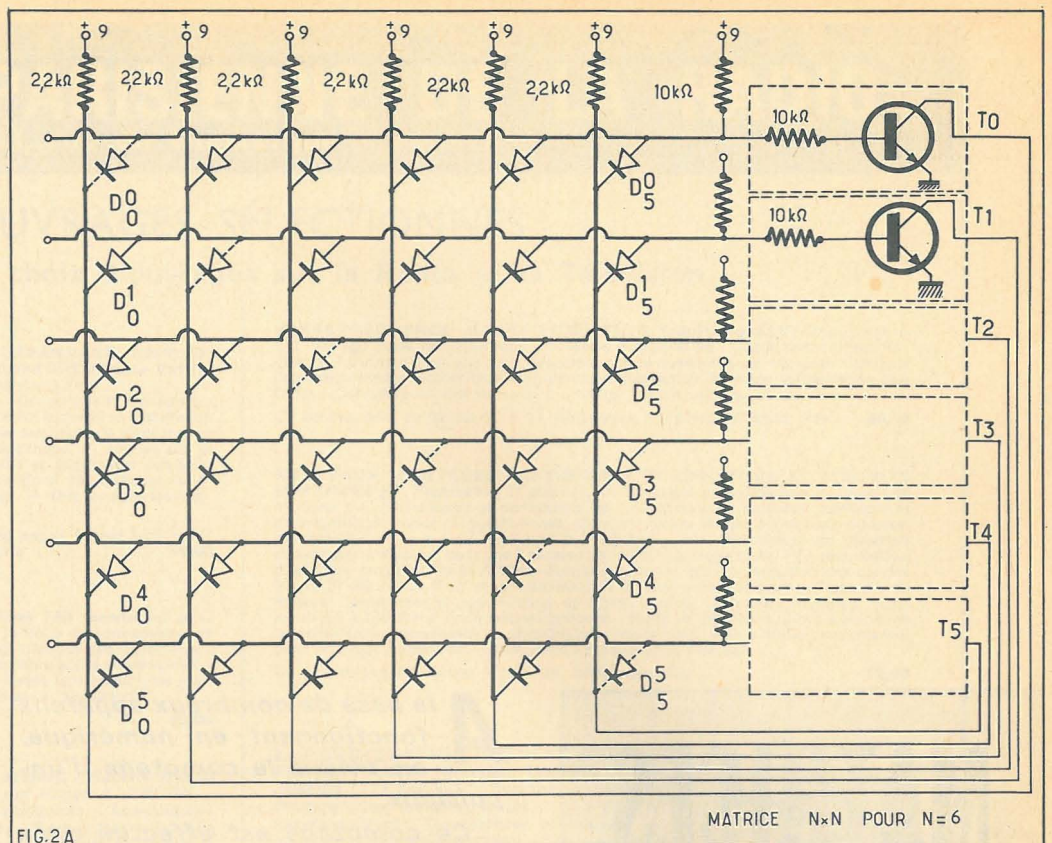 + 9 + 9 + 9 + 9 + 9 + 9 + 9
2,2kΩ 2,2kΩ 2,2kΩ 2,2kΩ 2,2kΩ 2,2kΩ 10kΩ
10kΩ T0
D0 0 D0 5
10kΩ T1
D1 0 D1 5
T2
D2 0 D2 5
T3
D3 0 D3 5
T4
D4 0 D4 5
T5
D5 0 D5 5
MATRICE N×N POUR N=6
FIG.2A